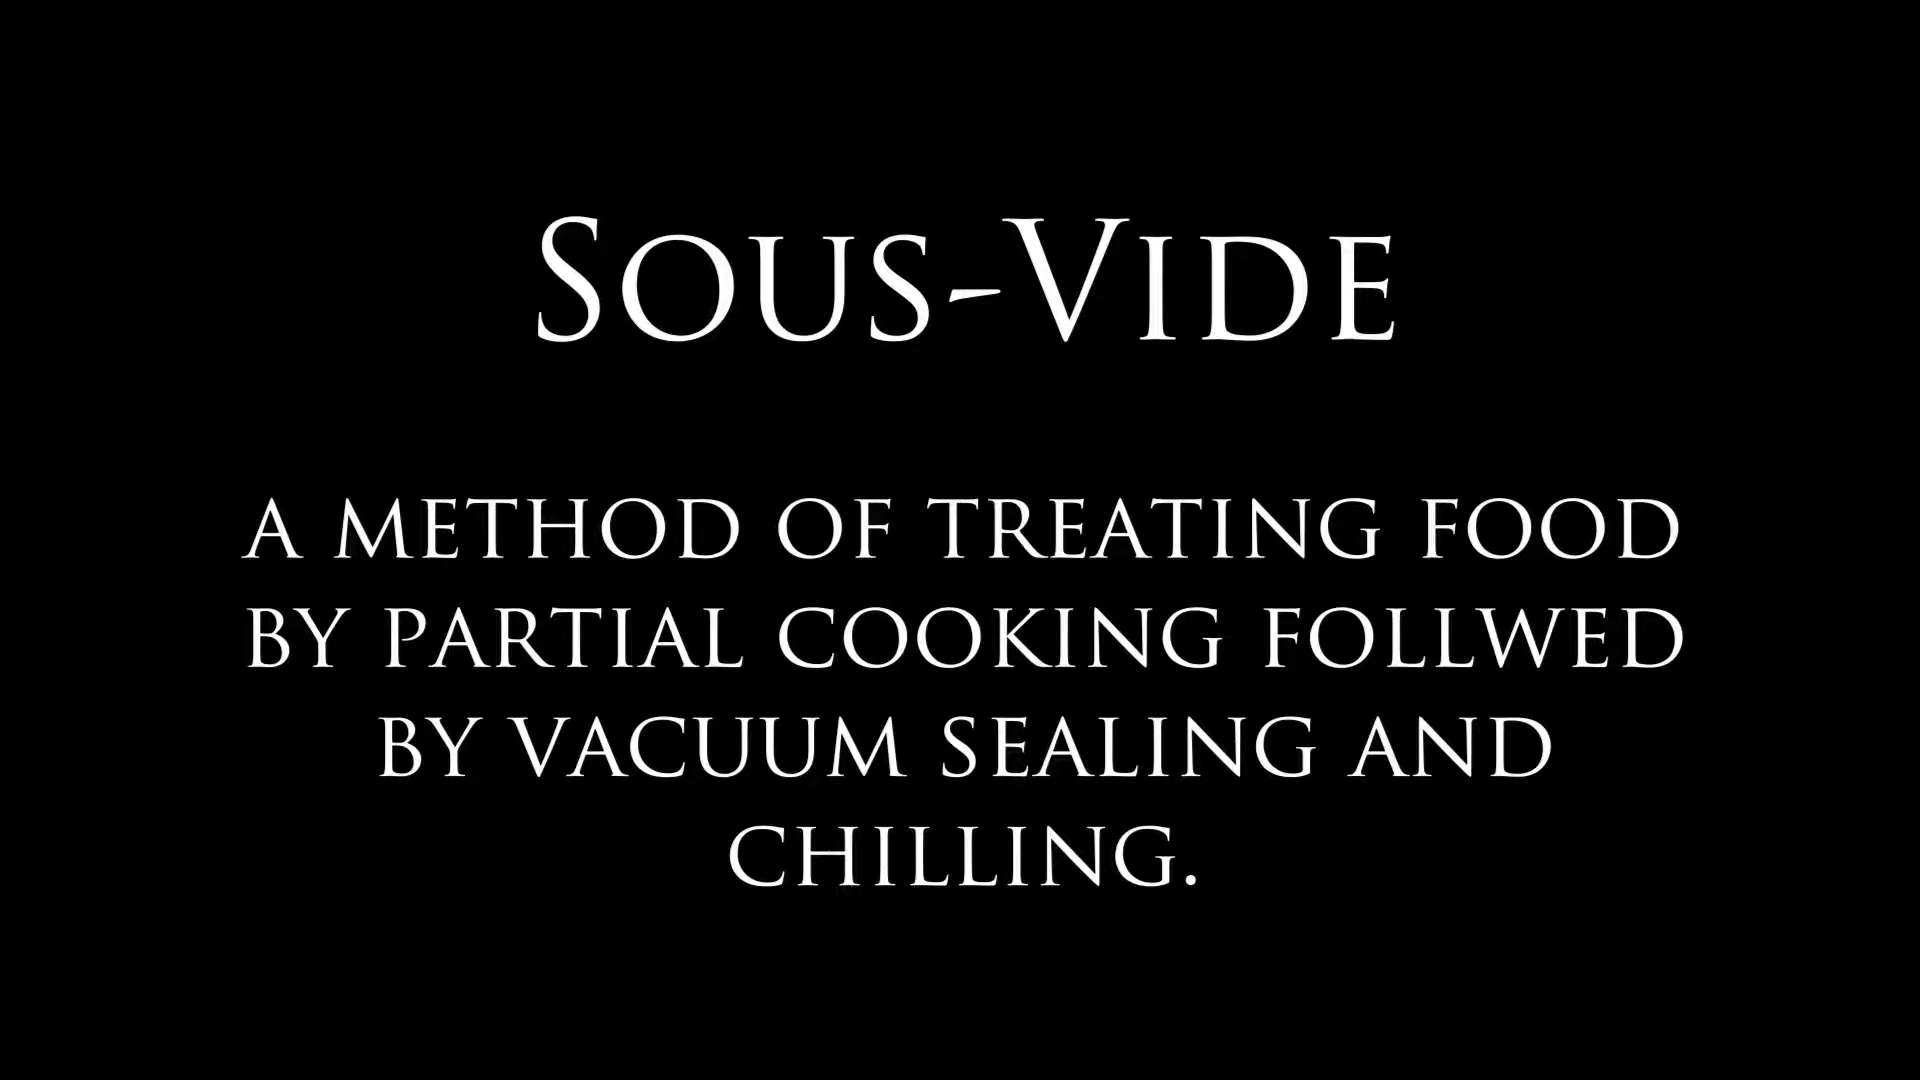 Sous-Vide
a method of treating food
by partial cooking follwed
by vacuum sealing and
chilling.